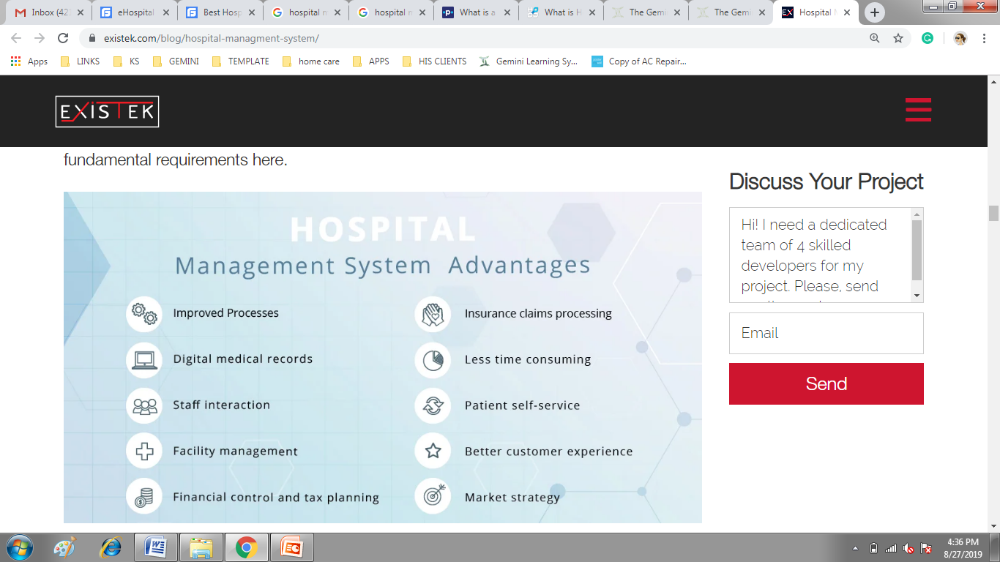 Inbox (42
eHospital
Best Hosp
hospital m
hospital m
What is a
What is H
The Gemi
The Gemi
Hospital M
existek.com/blog/hospital-managment-system/
Apps
LINKS
KS
GEMINI
TEMPLATE
home care
APPS
HIS CLIENTS
Gemini Learning Sy...
Copy of AC Repair...
EXiSTEK
fundamental requirements here.
HOSPITAL
Management System Advantages
Improved Processes
Digital medical records
Staff interaction
Facility management
Financial control and tax planning
Insurance claims processing
Less time consuming
Patient self-service
Better customer experience
Market strategy
Discuss Your Project
Hi! I need a dedicated
team of 4 skilled
developers for my
project. Please, send
Email
Send
4:36 PM
8/27/2019